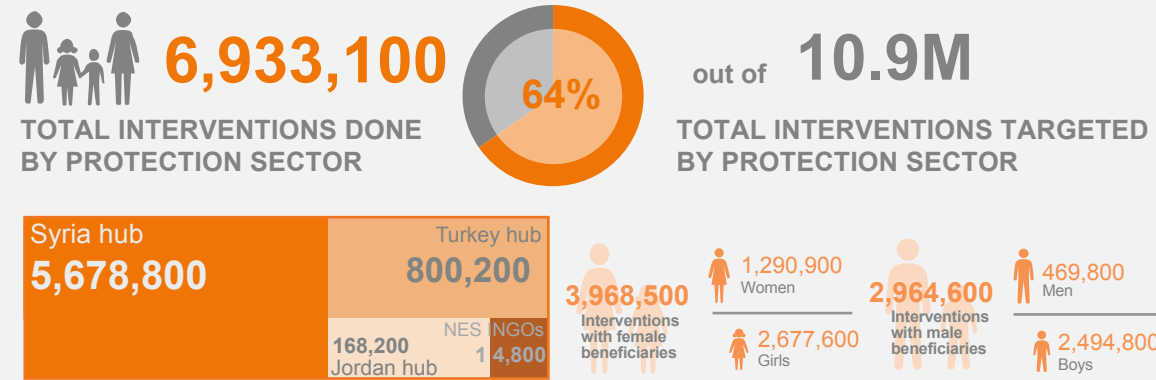 6,933,100
64%
out of 10.9M
TOTAL INTERVENTIONS DONE
BY PROTECTION SECTOR
TOTAL INTERVENTIONS TARGETED
BY PROTECTION SECTOR
Syria hub
5,678,800
Turkey hub
800,200
168,200
Jordan hub
NES INGOs
1 4,800
3,968,500
Interventions
with female
beneficiaries
1,290,900
Women
2,677,600
Girls
2,964,600
Interventions
with male
beneficiaries
469,800
Men
2,494,800
Boys